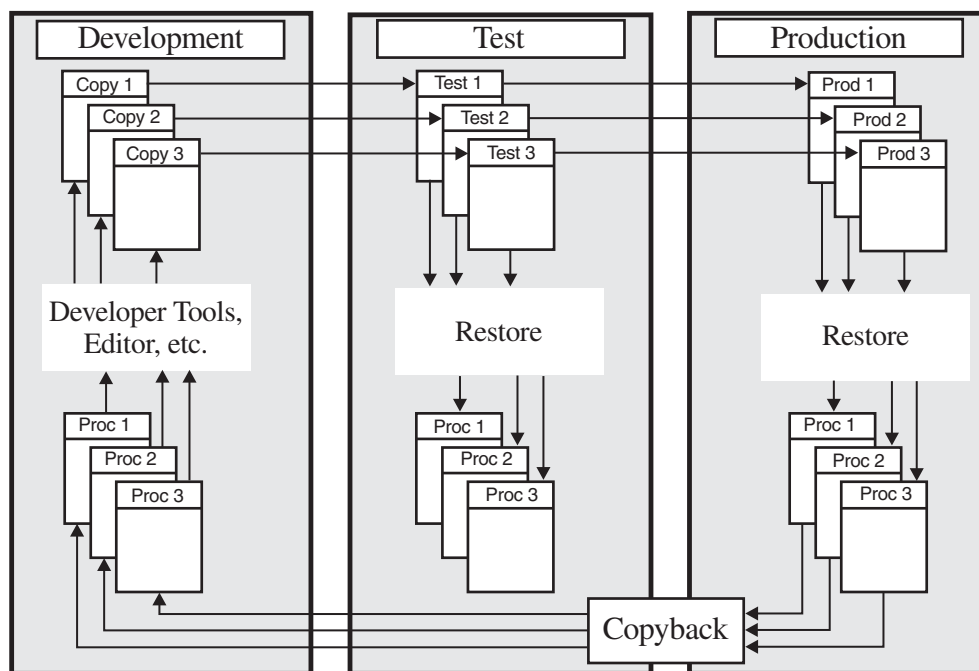 Development
Test
Production
Copy 1
Copy 2
Copy 3
Test 1
Test 2
Test 3
Prod 1
Prod 2
Prod 3
Developer Tools,
Editor, etc.
Restore
Restore
Proc 1
Proc 2
Proc 3
Proc 1
Proc 2
Proc 3
Proc 1
Proc 2
Proc 3
Copyback